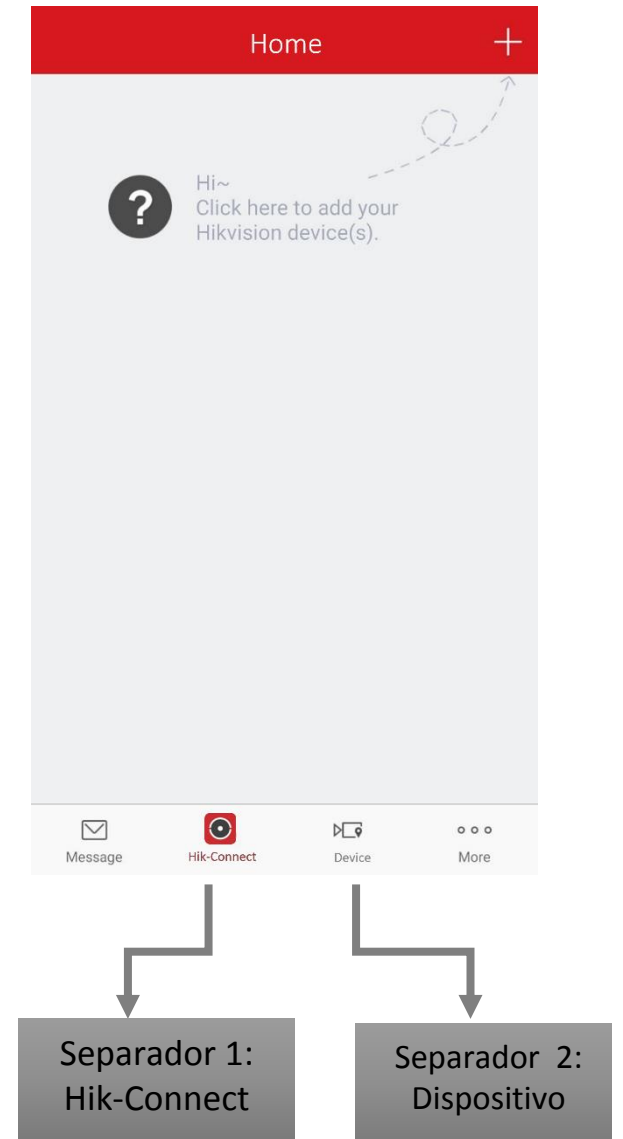 Home
Hi~
Click here to add your
Hikvision device(s).
Message
Hik-Connect
Device
More
Separador 1:
Hik-Connect
Separador 2:
Dispositivo